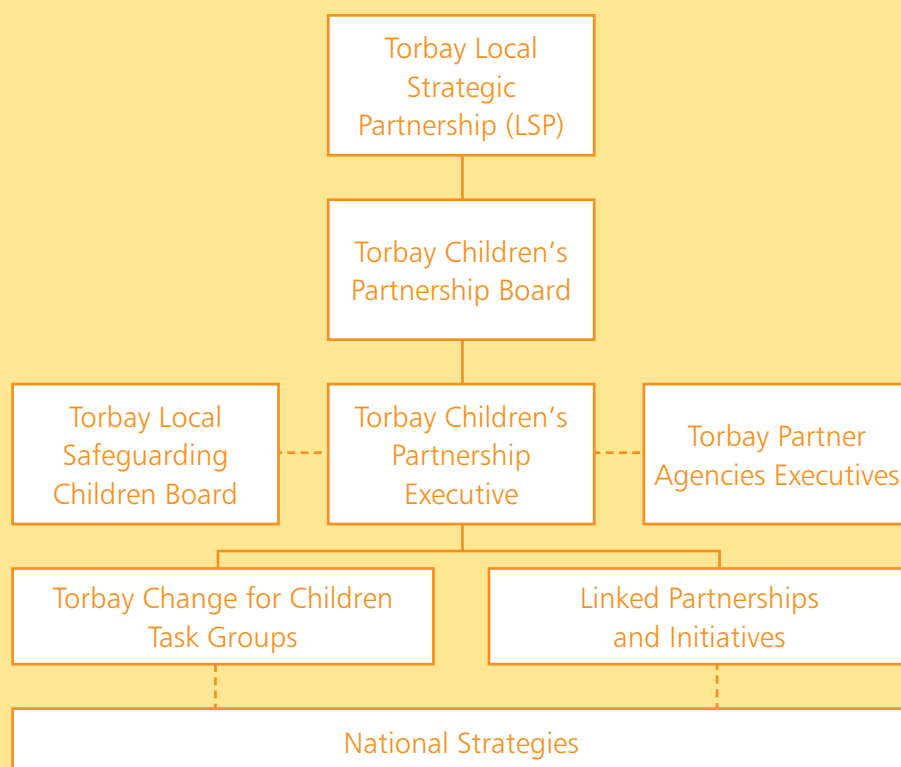 Torbay Local
Strategic
Partnership (LSP)
Torbay Children's
Partnership Board
Torbay Local
Safeguarding
Children Board
Torbay Children's
Partnership
Executive
Torbay Partner
Agencies Executives
Torbay Change for Children
Task Groups
Linked Partnerships
and Initiatives
National Strategies